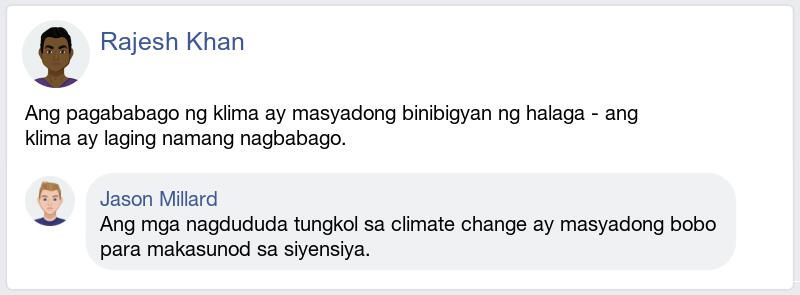 Rajesh Khan
Ang pagababago ng klima ay masyadong binibigyan ng halaga - ang
klima ay laging namang nagbabago.
Jason Millard
Ang mga nagdududa tungkol sa climate change ay masyadong bobo
para makasunod sa siyensiya.